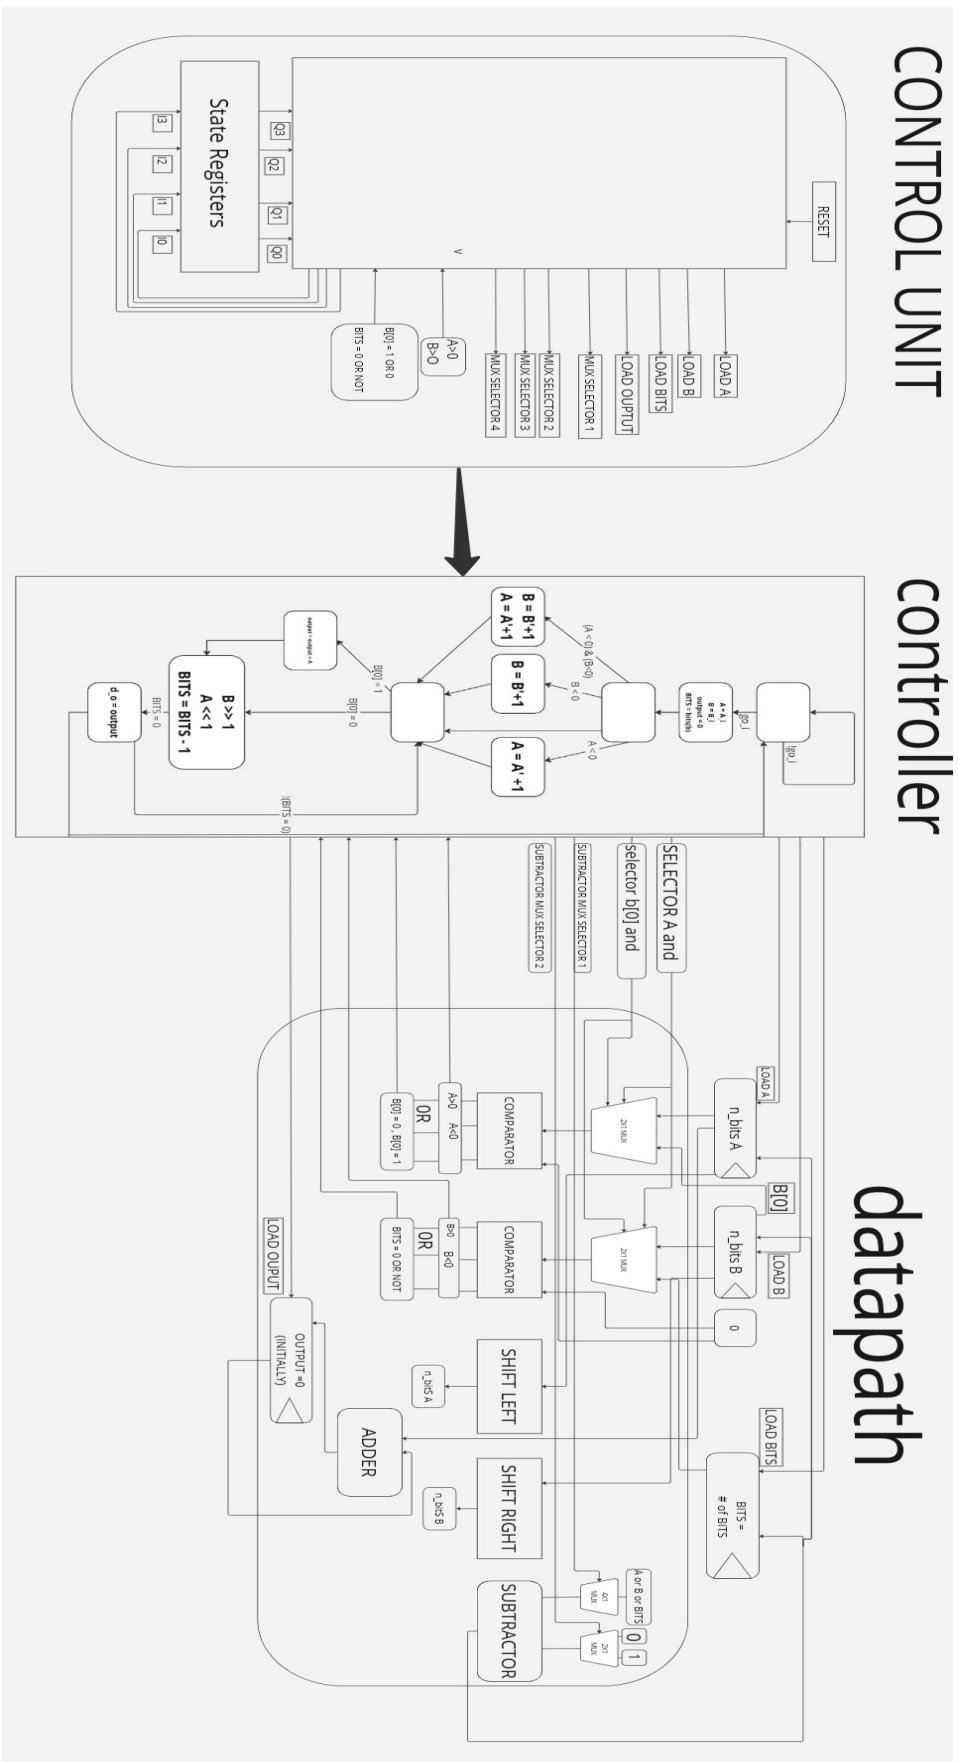 CONTROL UNIT
RESET
LOAD A
LOAD B
LOAD BITS
LOAD OUPTUT
MUX SELECTOR 1
MUX SELECTOR 2
MUX SELECTOR 3
MUX SELECTOR 4
V
A>0
B>0
B[0] = 1 OR 0
BITS = 0 OR NOT
Q3
Q2
Q1
Q0
State Registers
I3
I2
I1
I0
controller
!go_i
go_i
A = A_i
B = B_i
output = 0
BITS = bits(b)
(A < 0) & (B<0)
B < 0
A < 0
B = B'+1
A = A'+1
B = B'+1
A = A'+1
B[0] = 1
B[0] = 0
output = output + A
B >> 1
A << 1
BITS = BITS - 1
BITS = 0
!(BITS = 0)
d_o = output
datapath
SELECTOR A and
selector b[0] and
SUBTRACTOR MUX SELECTOR 1
SUBTRACTOR MUX SELECTOR 2
LOAD A
n_bits A
B[0]
n_bits B
LOAD B
0
LOAD BITS
BITS =
# of BITS
2X1 MUX
2X1 MUX
COMPARATOR
COMPARATOR
A>0 A<0
OR
B[0] = 0 , B[0] = 1
B>0 B<0
OR
BITS = 0 OR NOT
SHIFT LEFT
n_bitS A
SHIFT RIGHT
n_bitS B
A or B or BITS
0
1
4X1
MUX
2X1
MUX
SUBTRACTOR
ADDER
LOAD OUPUT
OUTPUT =0
(INITIALLY)